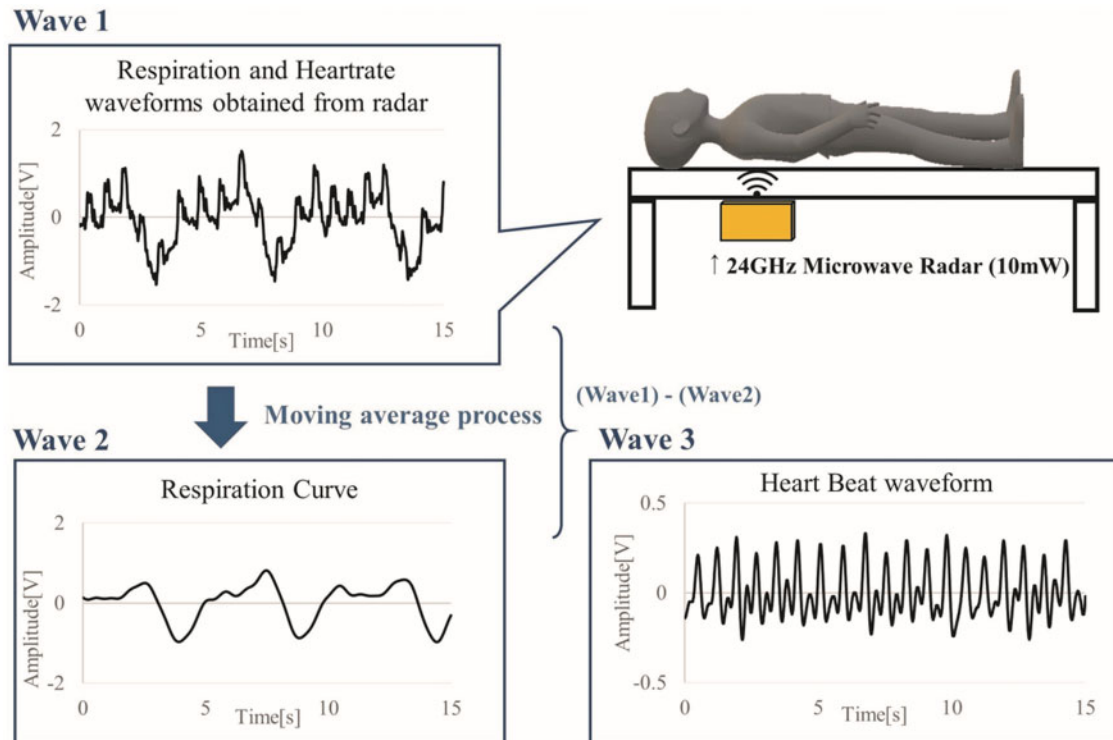 Wave 1
Respiration and Heartrate
waveforms obtained from radar
Amplitude[V]
2
0
-2
0 5 10 15
Time[s]
↑ 24GHz Microwave Radar (10mW)
Moving average process
(Wave1) - (Wave2)
Wave 2
Respiration Curve
Amplitude[V]
2
0
-2
0 5 10 15
Time[s]
Wave 3
Heart Beat waveform
Amplitude[V]
0.5
0
-0.5
0 5 10 15
Time[s]